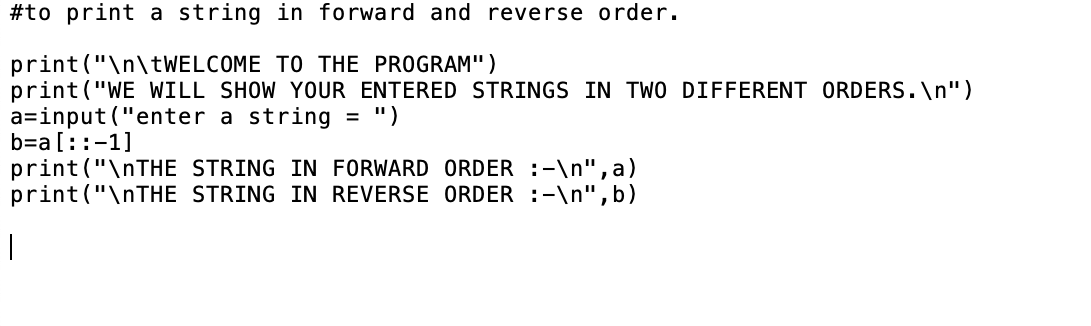 #to print a string in forward and reverse order.
print("\n\tWELCOME TO THE PROGRAM")
print("WE WILL SHOW YOUR ENTERED STRINGS IN TWO DIFFERENT ORDERS.\n")
a=input("enter a string = ")
b=a[::-1]
print("\nTHE STRING IN FORWARD ORDER :-\n",a)
print("\nTHE STRING IN REVERSE ORDER :-\n",b)